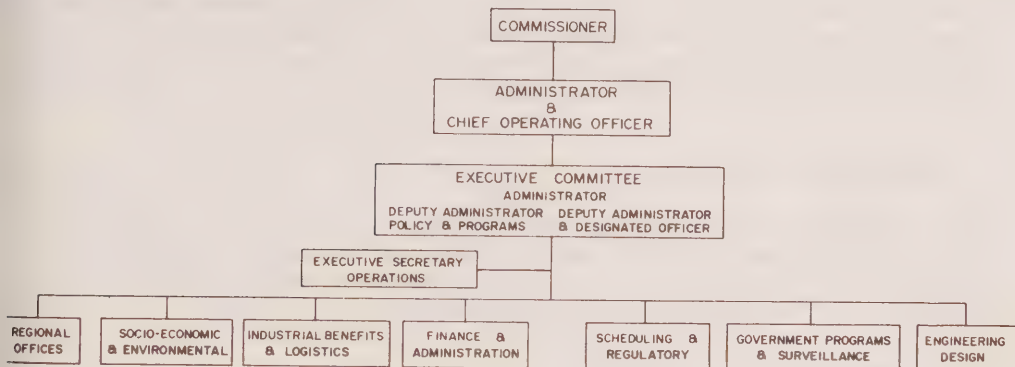 COMMISSIONER
ADMINISTRATOR
&
CHIEF OPERATING OFFICER
EXECUTIVE COMMITTEE
ADMINISTRATOR
DEPUTY ADMINISTRATOR DEPUTY ADMINISTRATOR
POLICY & PROGRAMS & DESIGNATED OFFICER
EXECUTIVE SECRETARY
OPERATIONS
REGIONAL
OFFICES
SOCIO-ECONOMIC
& ENVIRONMENTAL
INDUSTRIAL BENEFITS
& LOGISTICS
FINANCE &
ADMINISTRATION
SCHEDULING &
REGULATORY
GOVERNMENT PROGRAMS
& SURVEILLANCE
ENGINEERING
DESIGN